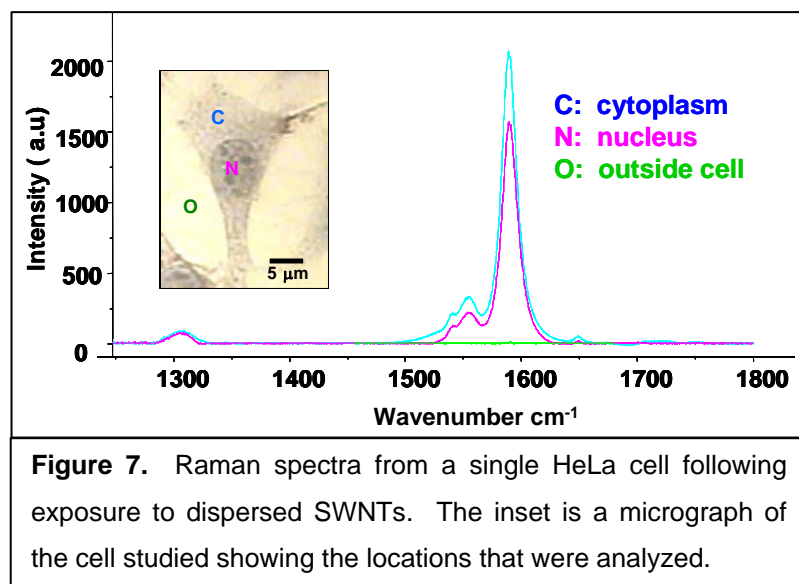 2000
1500
1000
500
0
Intensity ( a.u)
C
N
O
5 µm
C: cytoplasm
N: nucleus
O: outside cell
1300 1400 1500 1600 1700 1800
Wavenumber cm⁻¹
Figure 7. Raman spectra from a single HeLa cell following
exposure to dispersed SWNTs. The inset is a micrograph of
the cell studied showing the locations that were analyzed.